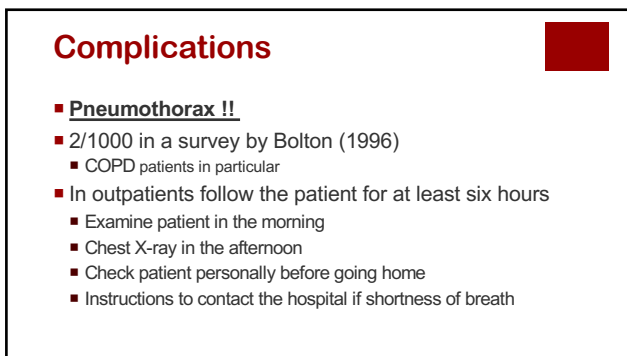 Complications
Pneumothorax !!
2/1000 in a survey by Bolton (1996)
COPD patients in particular
In outpatients follow the patient for at least six hours
Examine patient in the morning
Chest X-ray in the afternoon
Check patient personally before going home
Instructions to contact the hospital if shortness of breath